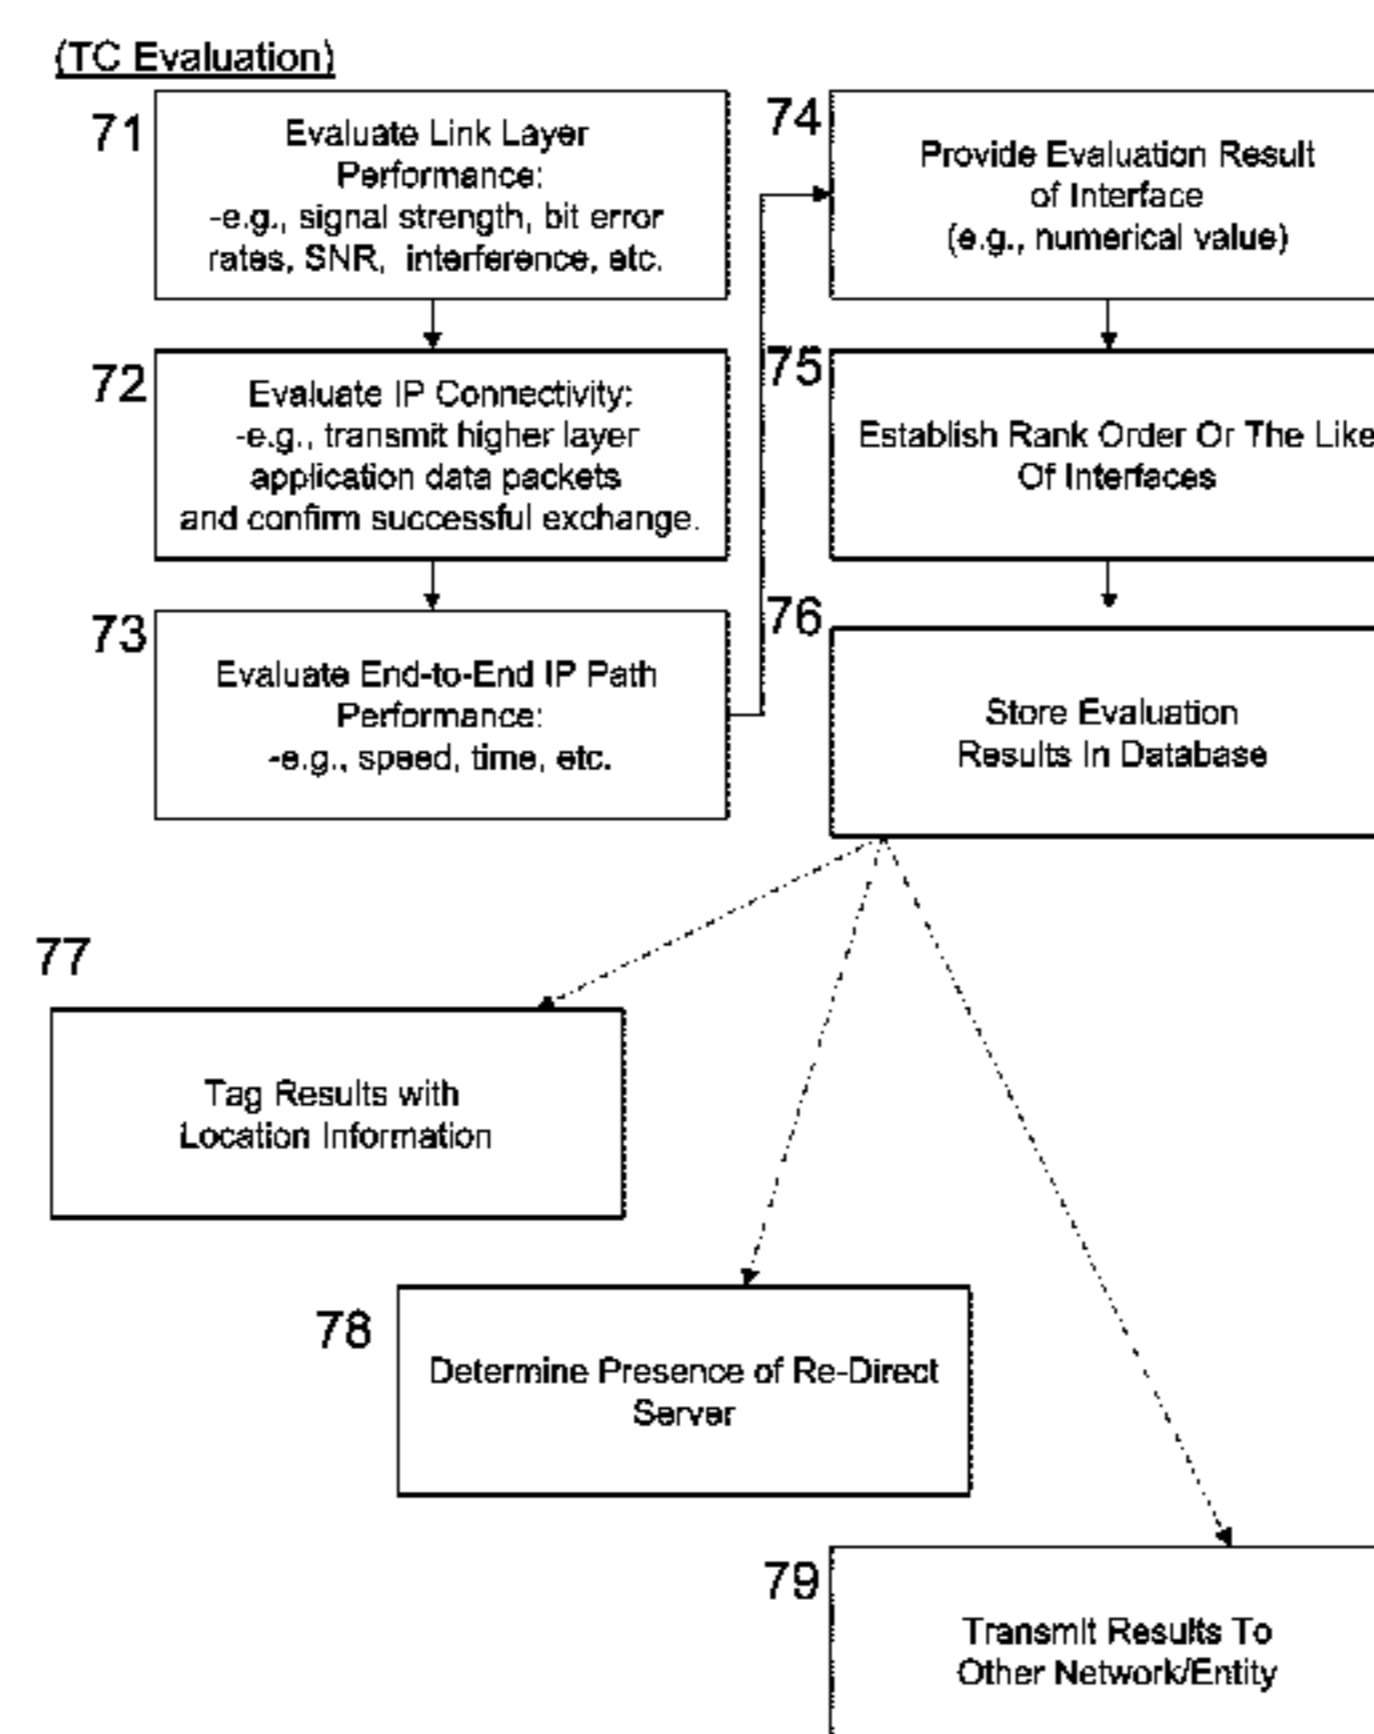 (TC Evaluation)
71
Evaluate Link Layer
Performance:
-e.g., signal strength, bit error
rates, SNR, interference, etc.
72
Evaluate IP Connectivity:
-e.g., transmit higher layer
application data packets
and confirm successful exchange.
73
Evaluate End-to-End IP Path
Performance:
-e.g., speed, time, etc.
74
Provide Evaluation Result
of Interface
(e.g., numerical value)
75
Establish Rank Order Or The Like
Of Interfaces
76
Store Evaluation
Results In Database
77
Tag Results with
Location Information
78
Determine Presence of Re-Direct
Server
79
Transmit Results To
Other Network/Entity